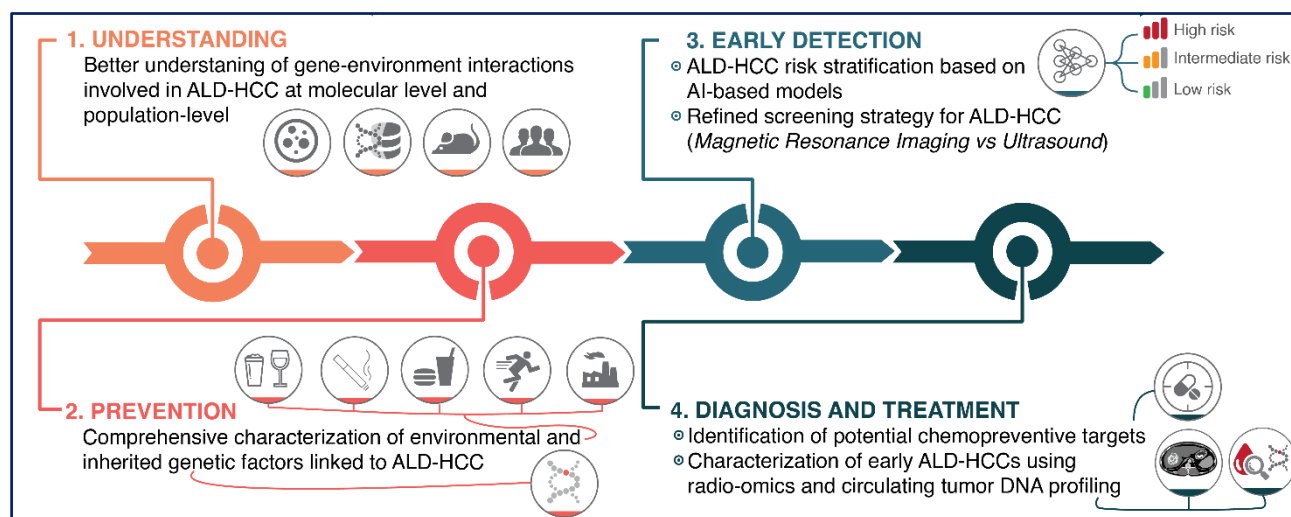 1. UNDERSTANDING
Better understaning of gene-environment interactions
involved in ALD-HCC at molecular level and
population-level
2. PREVENTION
Comprehensive characterization of environmental and
inherited genetic factors linked to ALD-HCC
3. EARLY DETECTION
ALD-HCC risk stratification based on
AI-based models
Refined screening strategy for ALD-HCC
(Magnetic Resonance Imaging vs Ultrasound)
High risk
Intermediate risk
Low risk
4. DIAGNOSIS AND TREATMENT
Identification of potential chemopreventive targets
Characterization of early ALD-HCCs using
radio-omics and circulating tumor DNA profiling